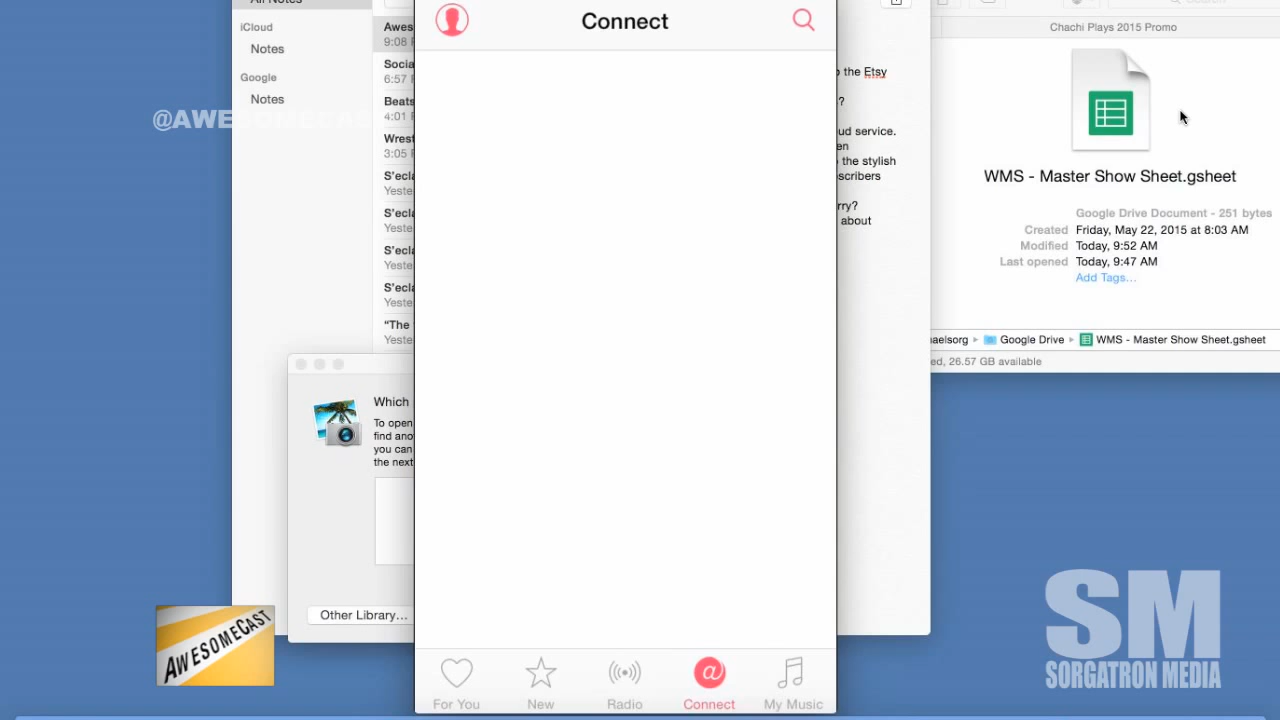 All Notes
iCloud
Notes
Google
Notes
@AWESOMECAST
Awes
9:08 P
Socia
6:57 P
Beats
4:01 P
Wrest
3:05 P
S'ecla
Yeste
S'ecla
Yeste
S'ecla
Yeste
S'ecla
Yeste
"The
Yeste
Connect
o the Etsy
?
ud service.
en
o the stylish
scribers
rry?
about
Search
Chachi Plays 2015 Promo
WMS - Master Show Sheet.gsheet
Google Drive Document - 251 bytes
Created Friday, May 22, 2015 at 8:03 AM
Modified Today, 9:52 AM
Last opened Today, 9:47 AM
Add Tags...
aelsorg ▸ Google Drive ▸ WMS - Master Show Sheet.gsheet
ed, 26.57 GB available
Which
To open
find ano
you can
the next
Other Library...
For You
New
Radio
Connect
My Music
AWESOMECAST
SM
SORGATRON MEDIA